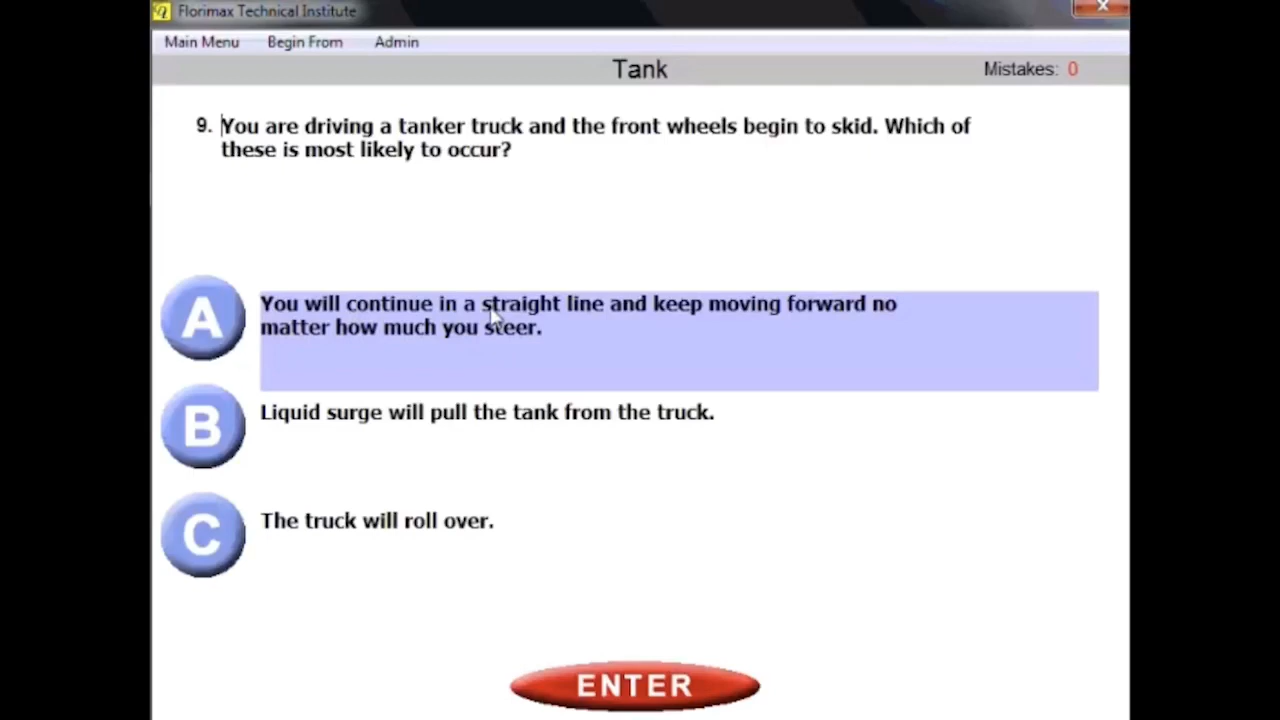 Florimax Technical Institute
Main Menu Begin From Admin
Tank Mistakes: 0
9. You are driving a tanker truck and the front wheels begin to skid. Which of
these is most likely to occur?
A You will continue in a straight line and keep moving forward no
matter how much you steer.
B Liquid surge will pull the tank from the truck.
C The truck will roll over.
ENTER